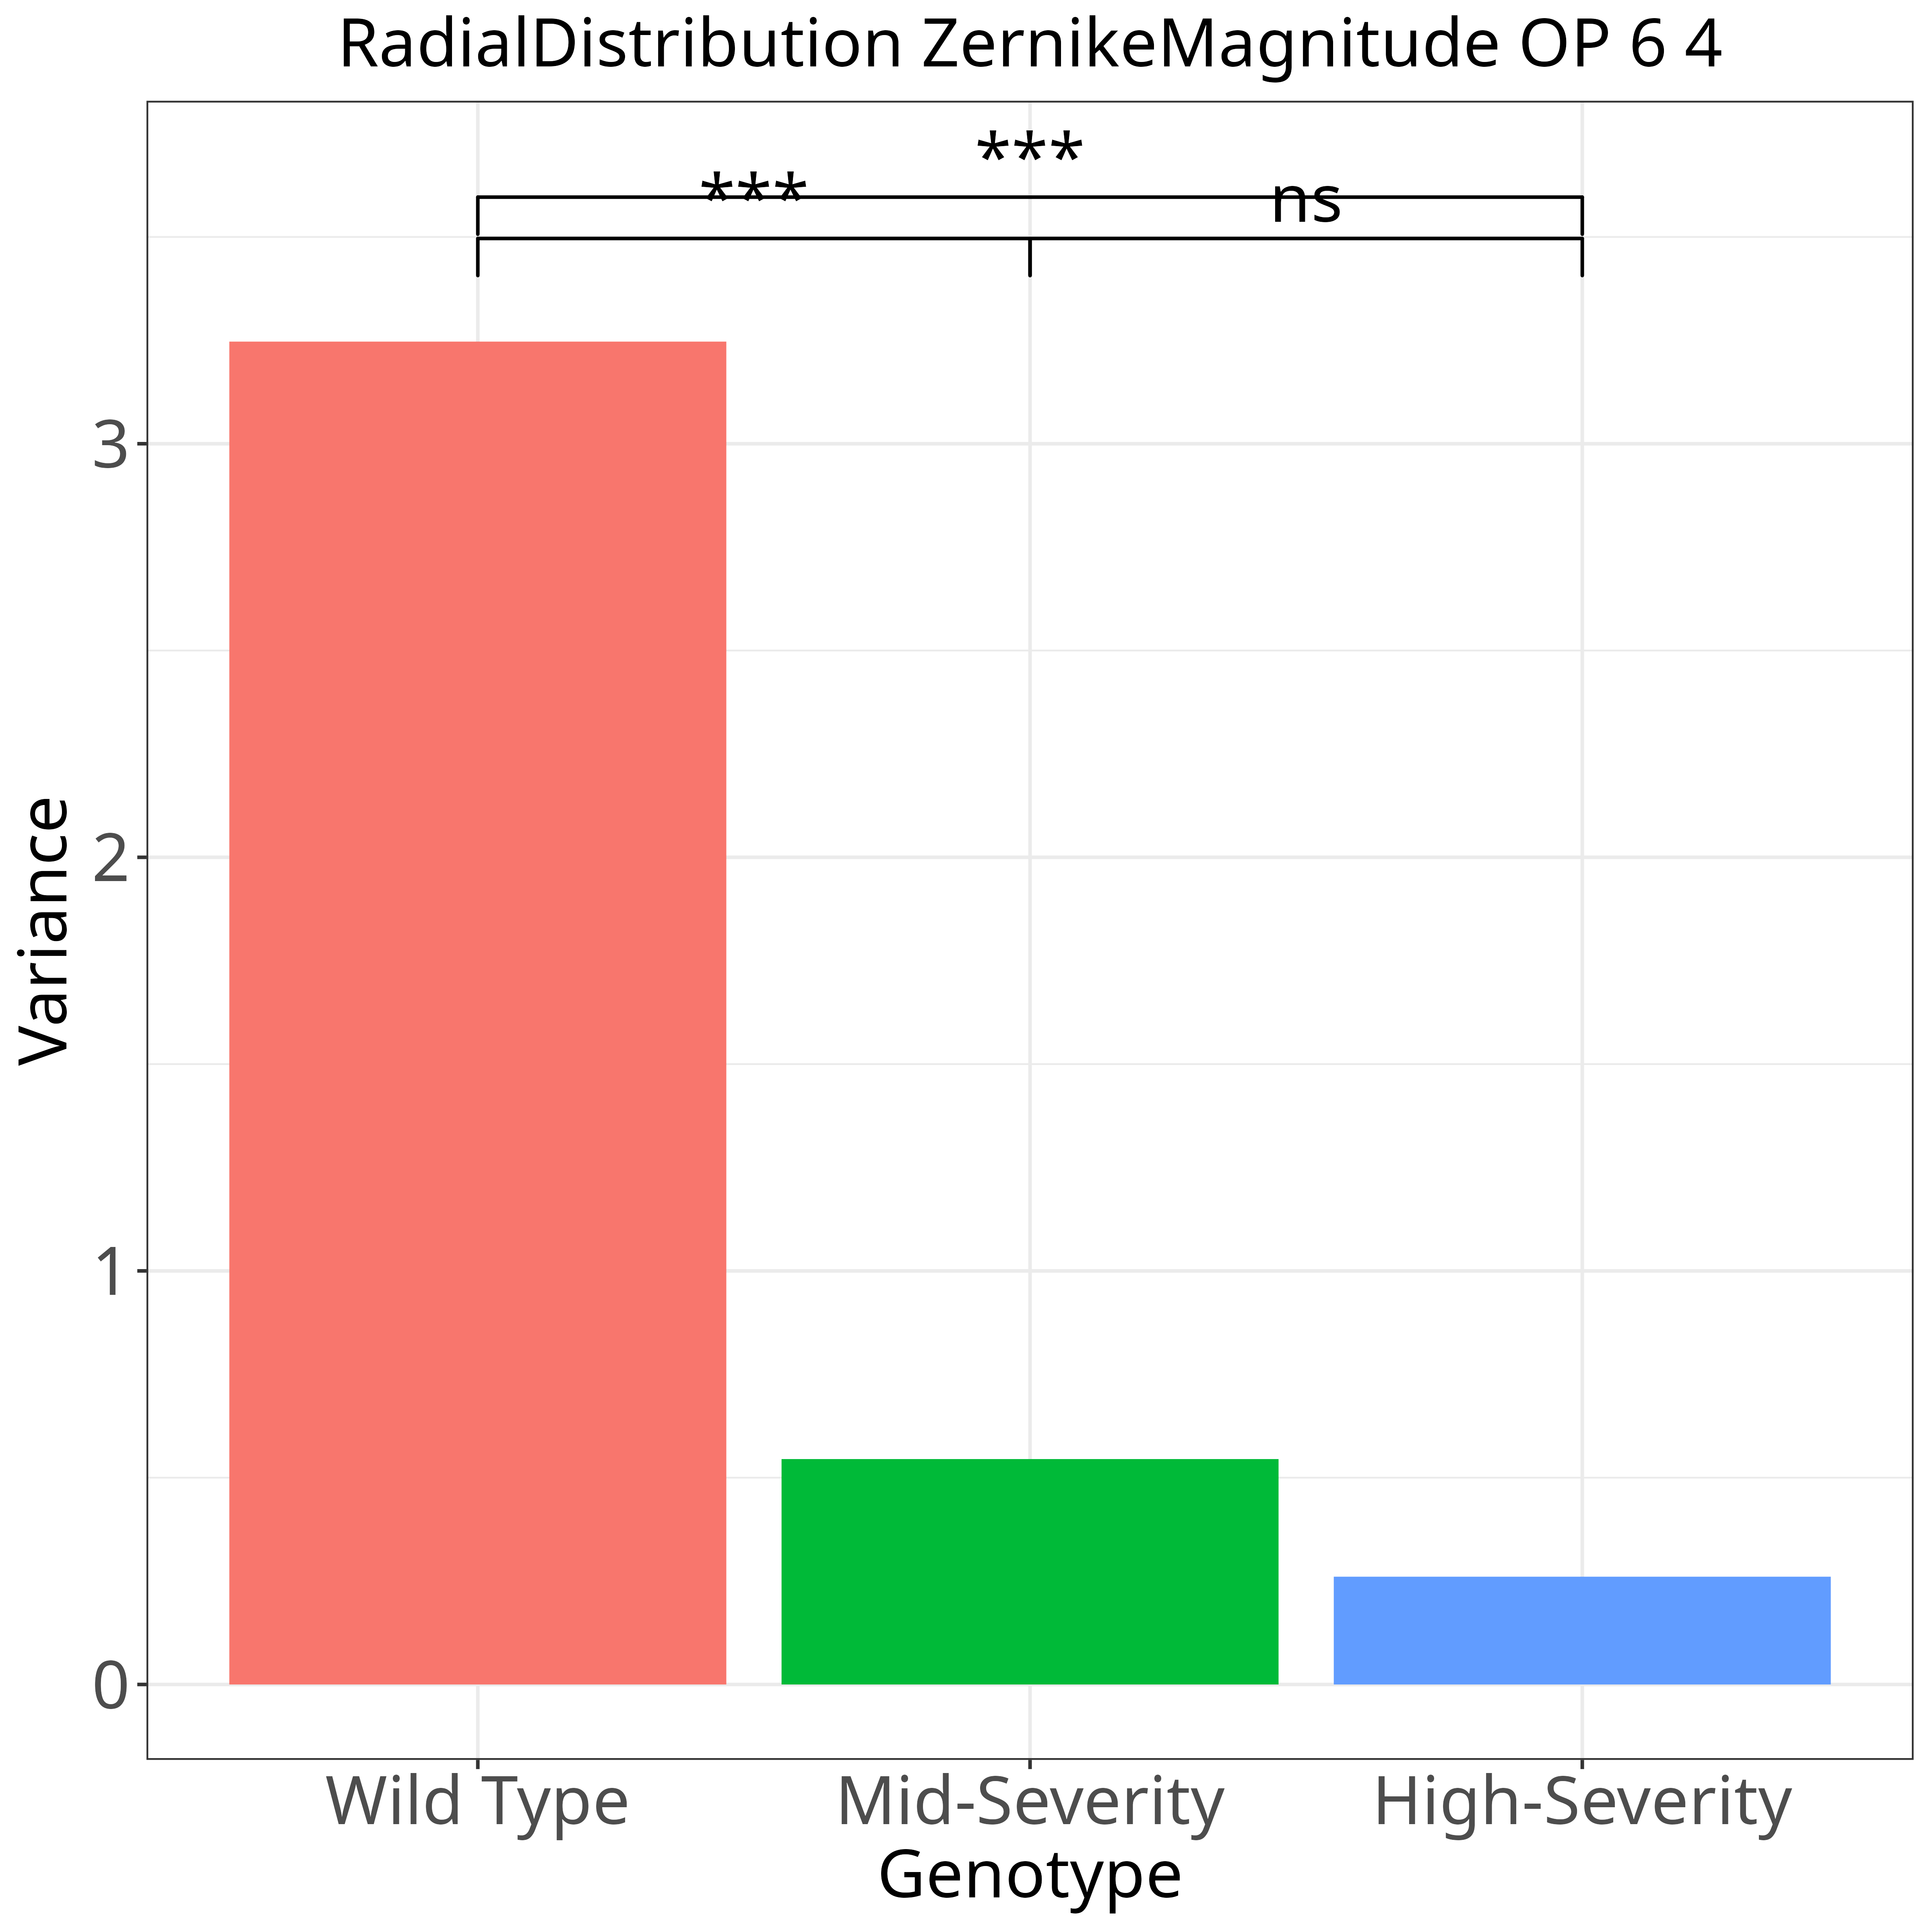 RadialDistribution ZernikeMagnitude OP 6 4
***
*** ns
3
2
1
0
Variance
Wild Type Mid-Severity High-Severity
Genotype